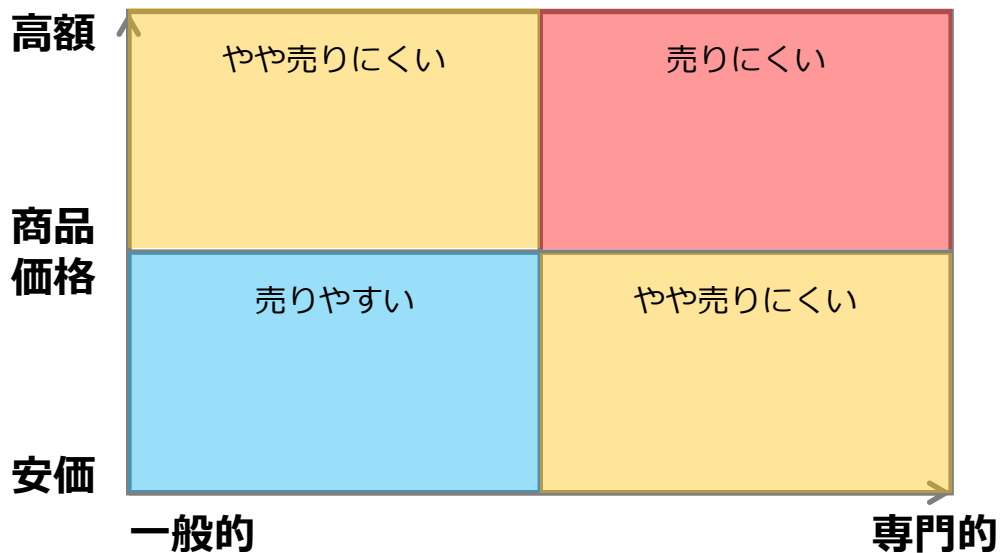 高額
やや売りにくい
売りにくい
商品
価格
売りやすい
やや売りにくい
安価
一般的
専門的